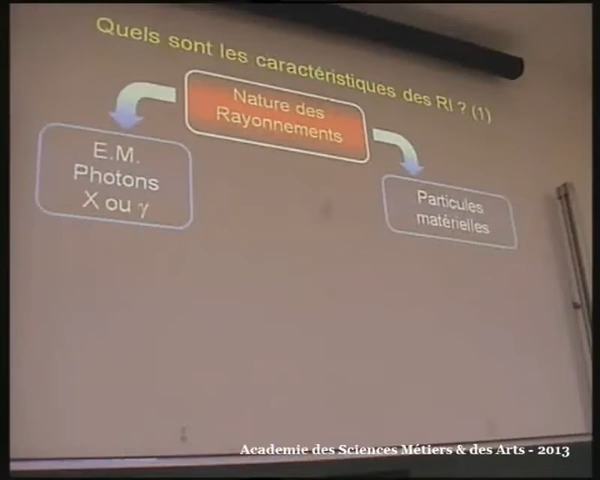 Quels sont les caractéristiques des RI ? (1)
Nature des
Rayonnements
E.M.
Photons
X ou γ
Particules
matérielles
Academie des Sciences Métiers & des Arts - 2013